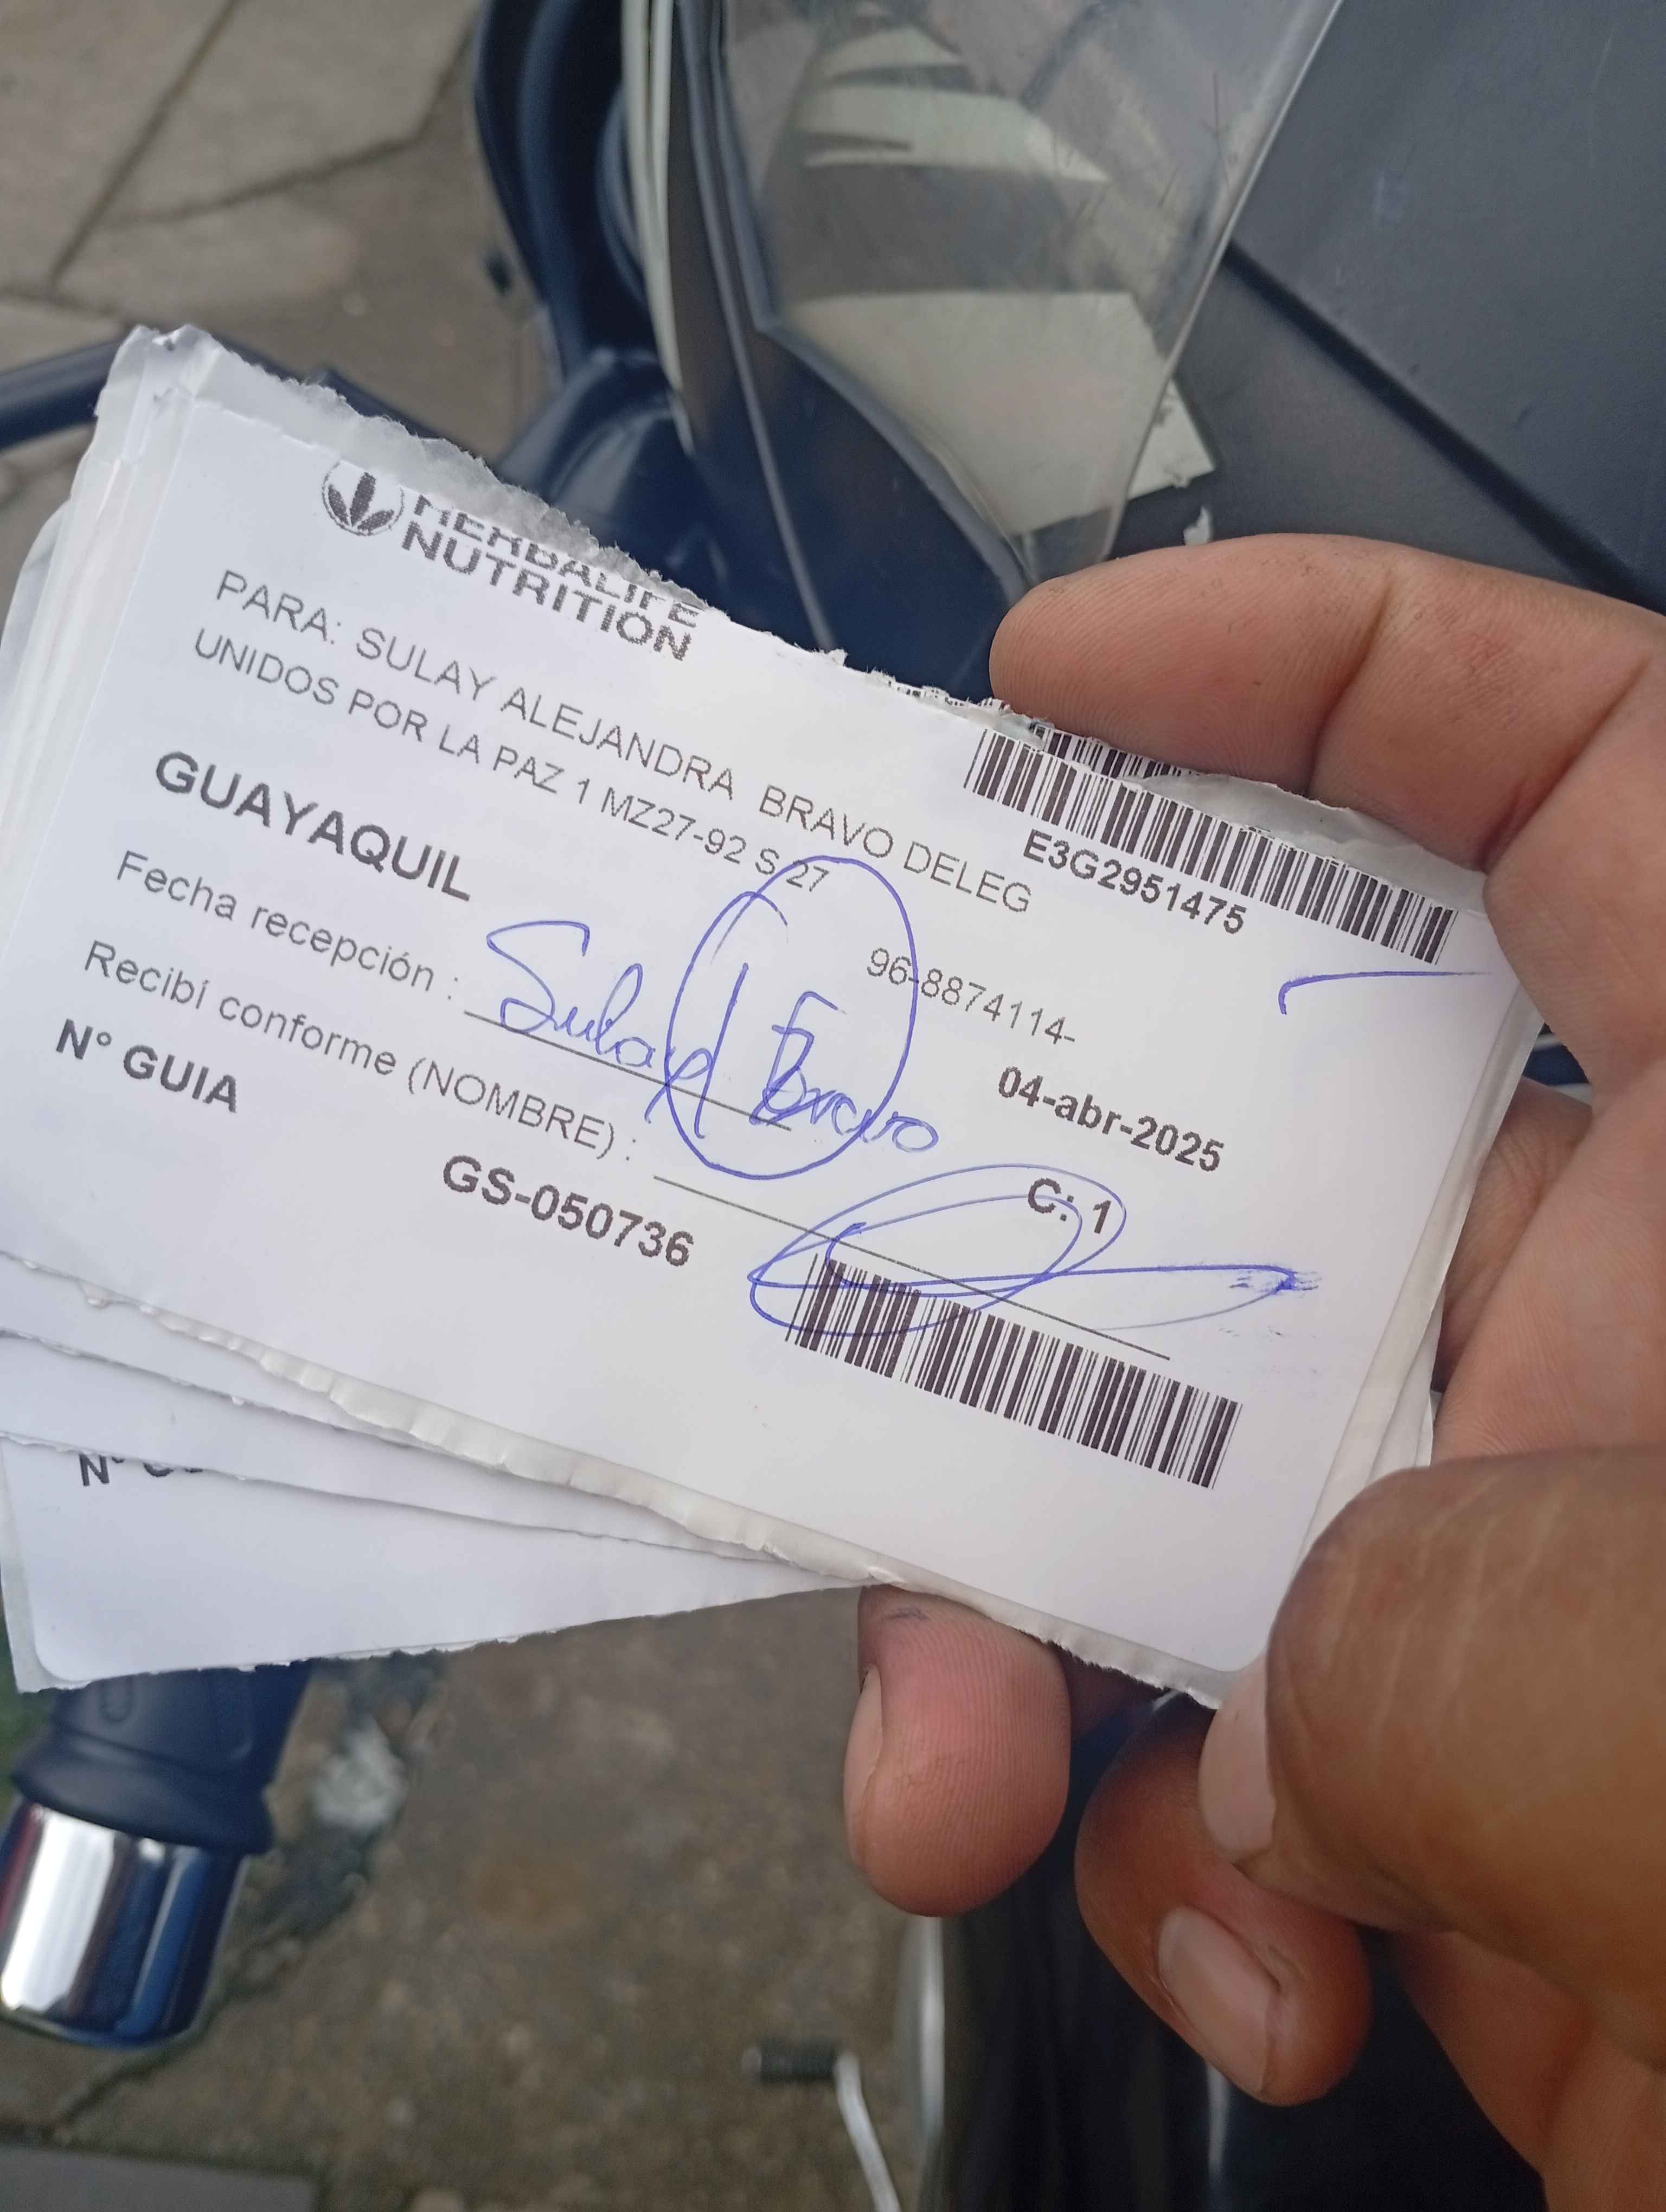 HERBALIFE
NUTRITION
E3G2951475
PARA: SULAY ALEJANDRA BRAVO DELEG
UNIDOS POR LA PAZ 1 MZ27-92 S 27
96-8874114-
GUAYAQUIL
04-abr-2025
Fecha recepción : Sulay Bravo
Recibí conforme (NOMBRE) :
C: 1
N° GUIA
GS-050736
N°